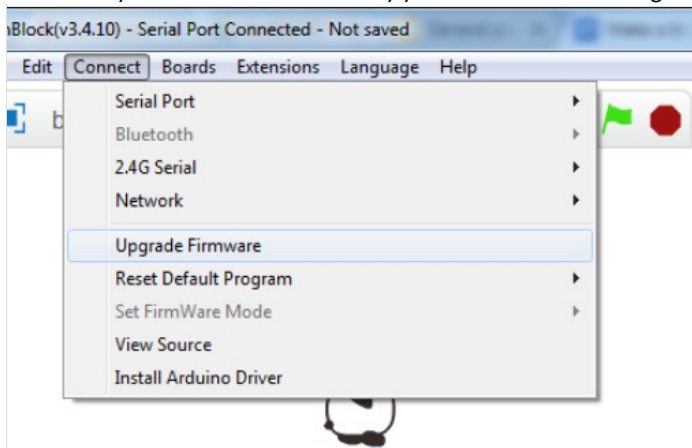 Block(v3.4.10) - Serial Port Connected - Not saved
Edit Connect Boards Extensions Language Help
Serial Port
Bluetooth
2.4G Serial
Network
Upgrade Firmware
Reset Default Program
Set FirmWare Mode
View Source
Install Arduino Driver